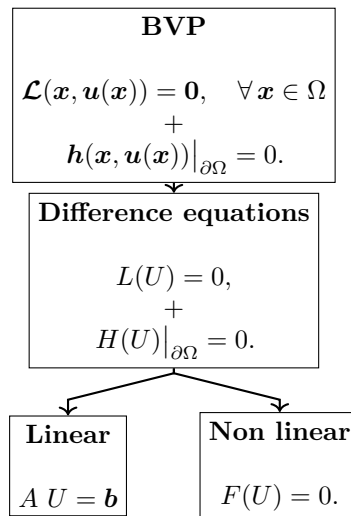 BVP
𝓛(𝒙, 𝒖(𝒙)) = 𝟎, ∀ 𝒙 ∈ Ω
+
𝒉(𝒙, 𝒖(𝒙))|∂Ω = 0.
Difference equations
L(U) = 0,
+
H(U)|∂Ω = 0.
Linear
A U = 𝒃
Non linear
F(U) = 0.